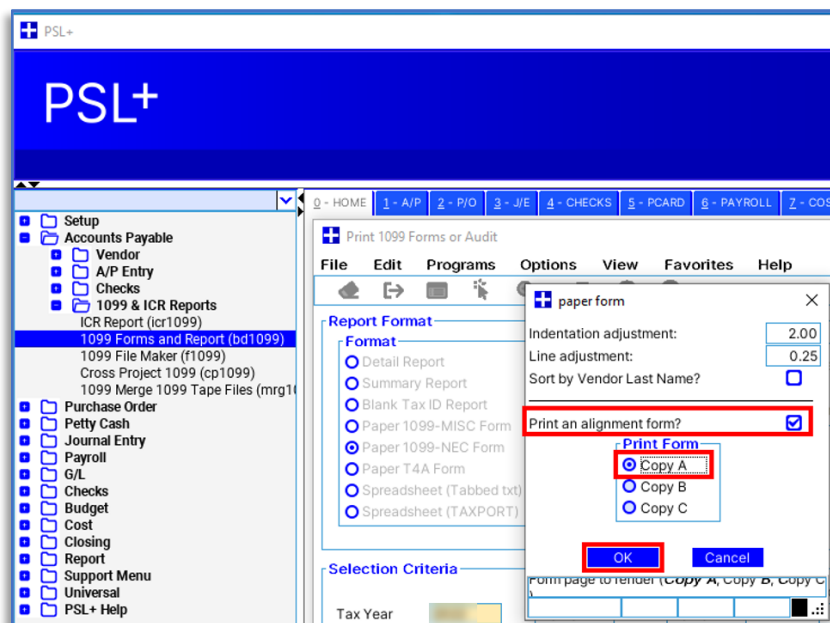 PSL+
PSL+
0 - HOME 1 - A/P 2 - P/O 3 - J/E 4 - CHECKS 5 - PCARD 6 - PAYROLL 7 - COS
Setup
Accounts Payable
Vendor
A/P Entry
Checks
1099 & ICR Reports
ICR Report (icr1099)
1099 Forms and Report (bd1099)
1099 File Maker (f1099)
Cross Project 1099 (cp1099)
1099 Merge 1099 Tape Files (mrg10
Purchase Order
Petty Cash
Journal Entry
Payroll
G/L
Checks
Budget
Cost
Closing
Report
Support Menu
Universal
PSL+ Help
Print 1099 Forms or Audit
File Edit Programs Options View Favorites Help
Report Format
Format
Detail Report
Summary Report
Blank Tax ID Report
Paper 1099-MISC Form
Paper 1099-NEC Form
Paper T4A Form
Spreadsheet (Tabbed txt)
Spreadsheet (TAXPORT)
Selection Criteria
Tax Year
paper form
Indentation adjustment: 2.00
Line adjustment: 0.25
Sort by Vendor Last Name?
Print an alignment form?
Print Form
Copy A
Copy B
Copy C
OK Cancel
Form page to render (Copy A, Copy B, Copy C
)